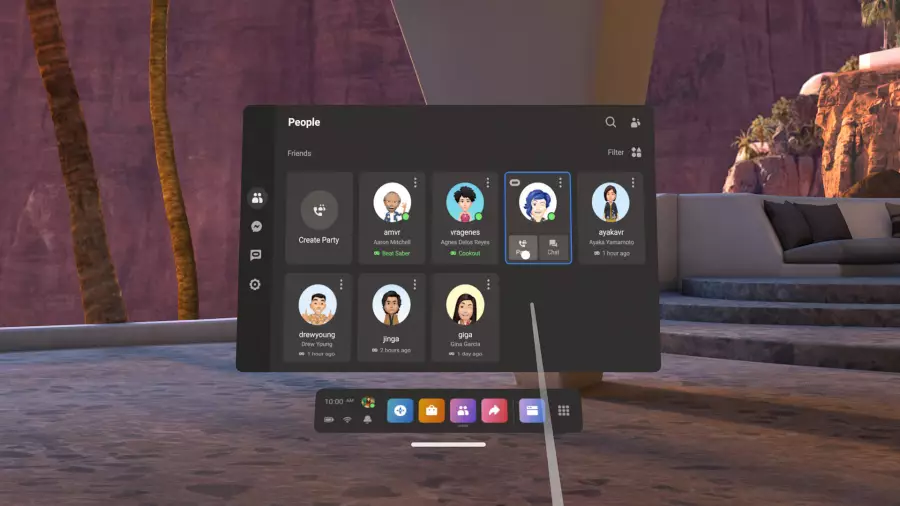 People
Friends
Filter
Create Party
amvr
Aaron Mitchell
Beat Saber
vragenes
Agnes Delos Reyes
Cookout
Chat
ayakavr
Ayaka Yamamoto
1 hour ago
drewyoung
Drew Young
1 hour ago
jinga
2 hours ago
giga
Gina Garcia
1 day ago
10:00 AM